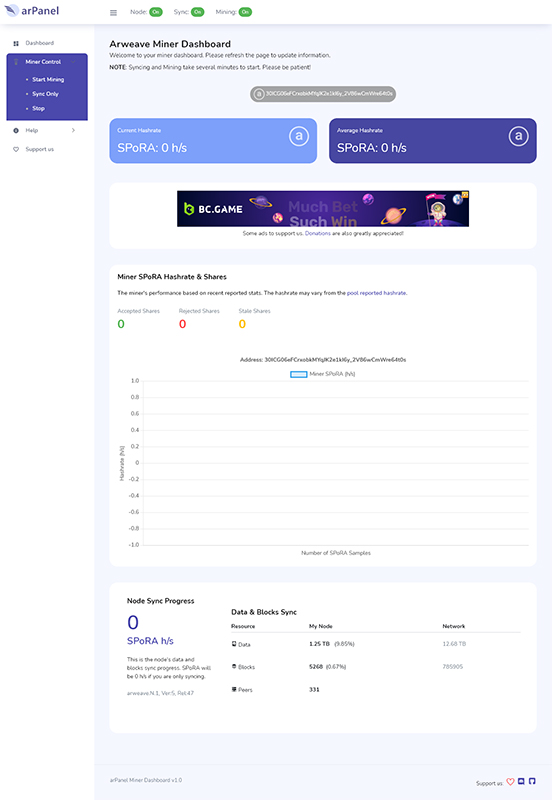 arPanel
Node: On Sync: On Mining: On
Dashboard
Miner Control
Start Mining
Sync Only
Stop
Help
Support us
Arweave Miner Dashboard
Welcome to your miner dashboard. Please refresh the page to update information.
NOTE: Syncing and Mining take several minutes to start. Please be patient!
Current Hashrate
SPoRA: 0 h/s
a
Average Hashrate
SPoRA: 0 h/s
a
BC.GAME
Much Bet
Such Win
Some ads to support us. Donations are also greatly appreciated!
Miner SPoRA Hashrate & Shares
The miner's performance based on recent reported stats. The hashrate may vary from the pool reported hashrate.
Accepted Shares Rejected Shares Stale Shares
0 0 0
Address:
Miner SPoRA (h/s)
Hashrate (h/s)
1.0
0.8
0.6
0.4
0.2
0
-0.2
-0.4
-0.6
-0.8
-1.0
Number of SPoRA Samples
Node Sync Progress
0
SPoRA h/s
This is the node's data and
blocks sync progress. SPoRA will
be 0 h/s if you are only syncing.
arweave:N.1, Ver:5, Rel:47
Data & Blocks Sync
Resource My Node Network
Data 1.25 TB (9.85%) 12.68 TB
Blocks 5268 (0.67%) 785905
Peers 331
arPanel Miner Dashboard v1.0
Support us: